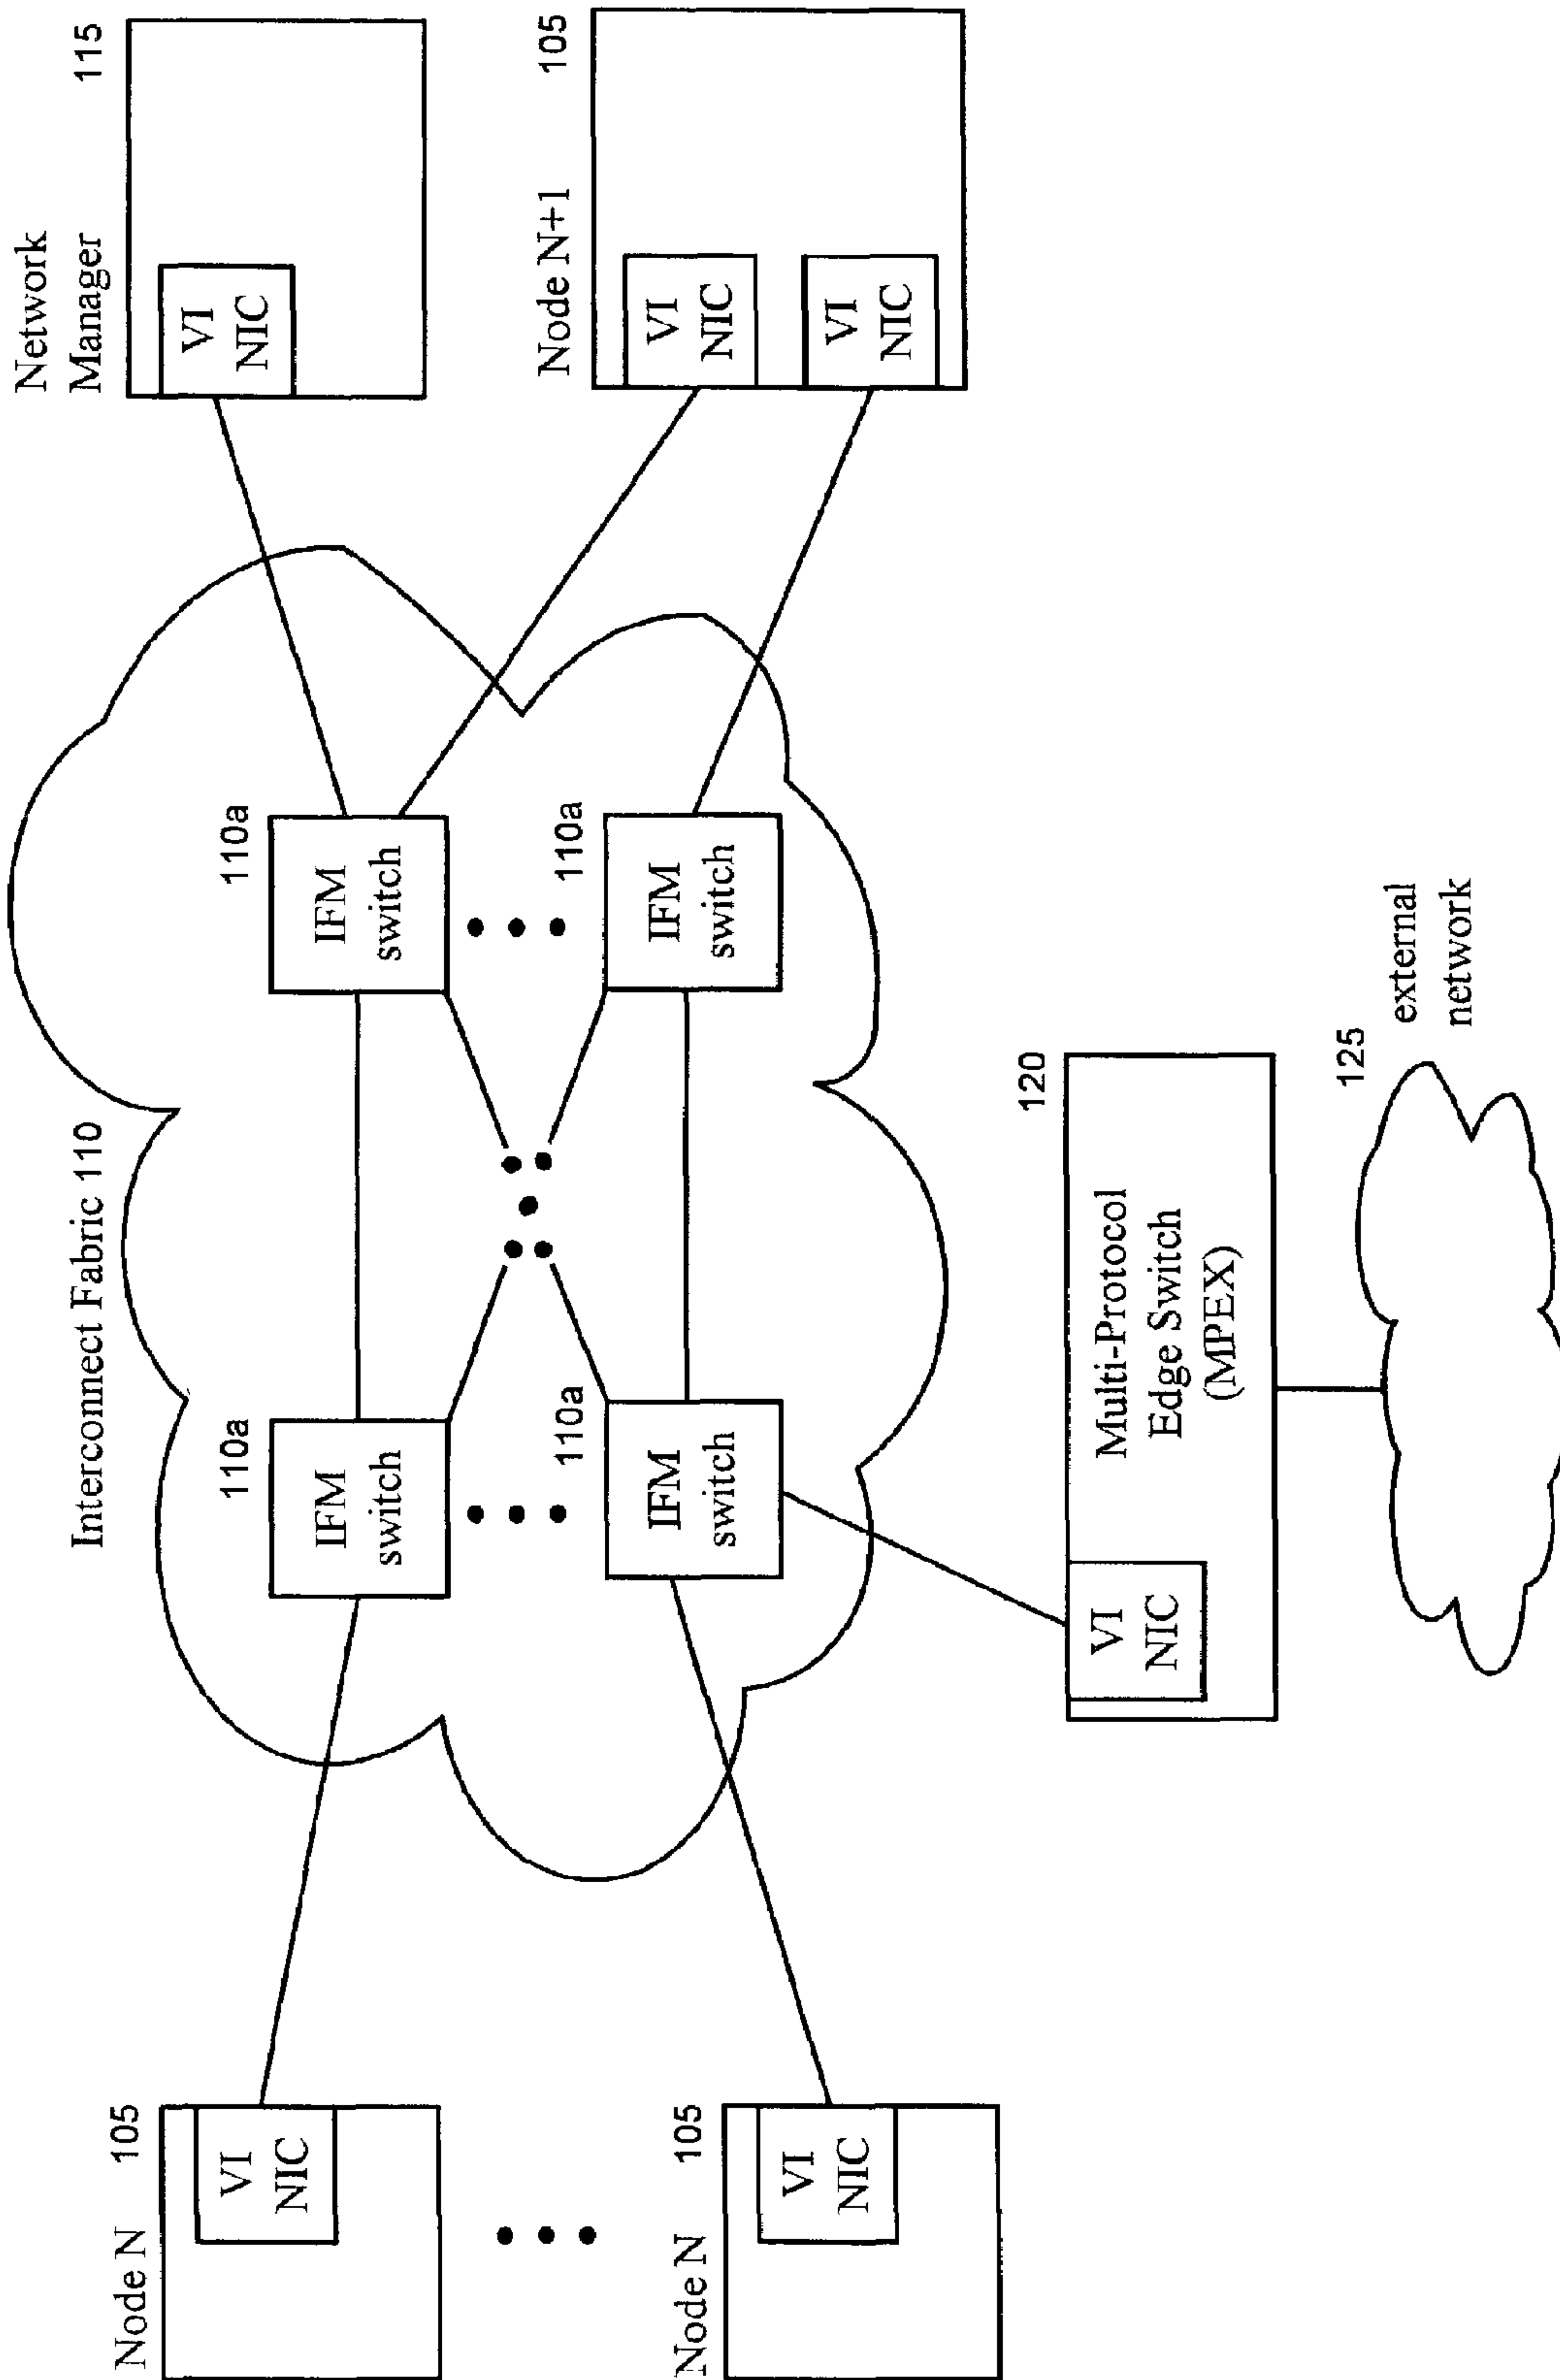 Network
Manager
115
VI
NIC
Node N+1
105
VI
NIC
VI
NIC
Interconnect Fabric 110
110a
IFM
switch
110a
IFM
switch
110a
IFM
switch
110a
IFM
switch
Node N
105
VI
NIC
Node N
105
VI
NIC
120
Multi-Protocol
Edge Switch
(MPEX)
VI
NIC
125
external
network